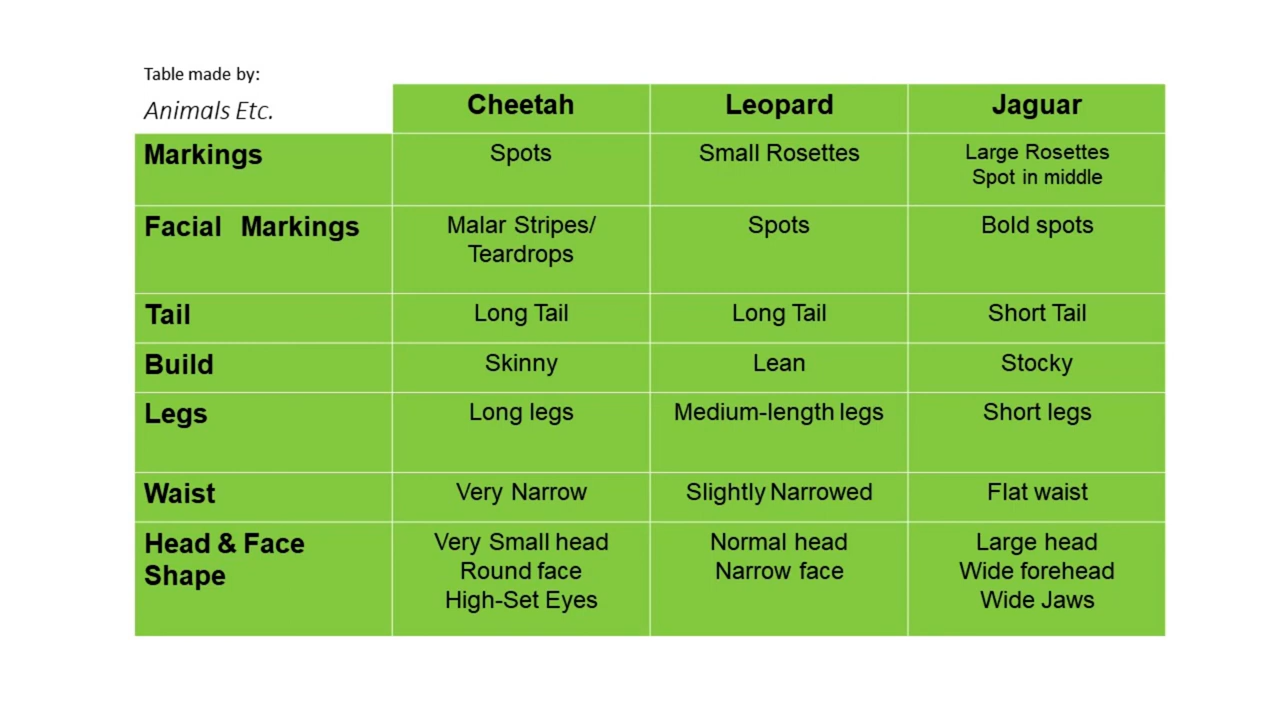 Table made by:
Animals Etc.
Cheetah Leopard Jaguar
Markings Spots Small Rosettes Large Rosettes
Spot in middle
Facial Markings Malar Stripes/ Spots Bold spots
Teardrops
Tail Long Tail Long Tail Short Tail
Build Skinny Lean Stocky
Legs Long legs Medium-length legs Short legs
Waist Very Narrow Slightly Narrowed Flat waist
Head & Face Very Small head Normal head Large head
Shape Round face Narrow face Wide forehead
High-Set Eyes Wide Jaws